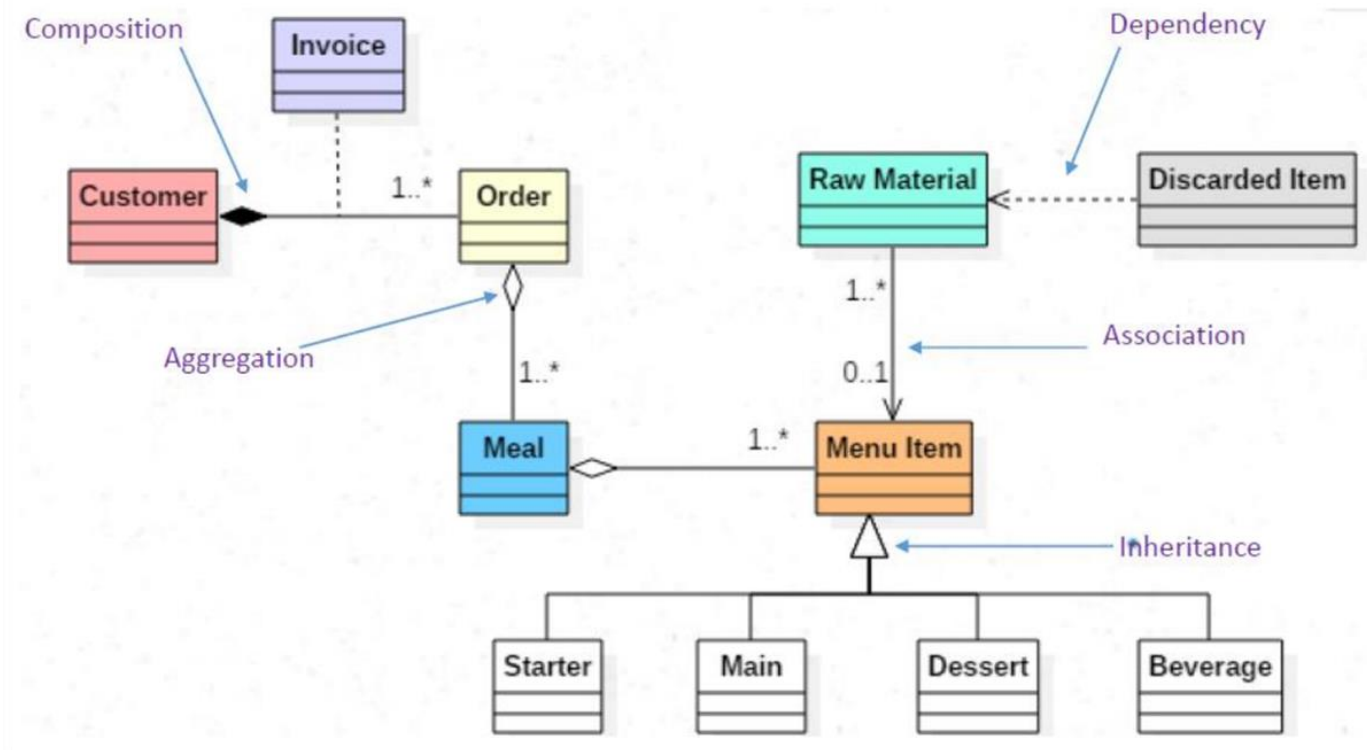 Composition
Invoice
Dependency
Customer
1..*
Order
Raw Material
Discarded Item
Aggregation
1..*
1..*
0..1
Association
Meal
1..*
Menu Item
Inheritance
Starter
Main
Dessert
Beverage